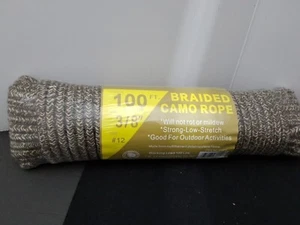 100 FT
3/8"
#12
BRAIDED
CAMO ROPE
*Will not rot or mildew
*Strong-Low-Stretch
*Good For Outdoor Activities